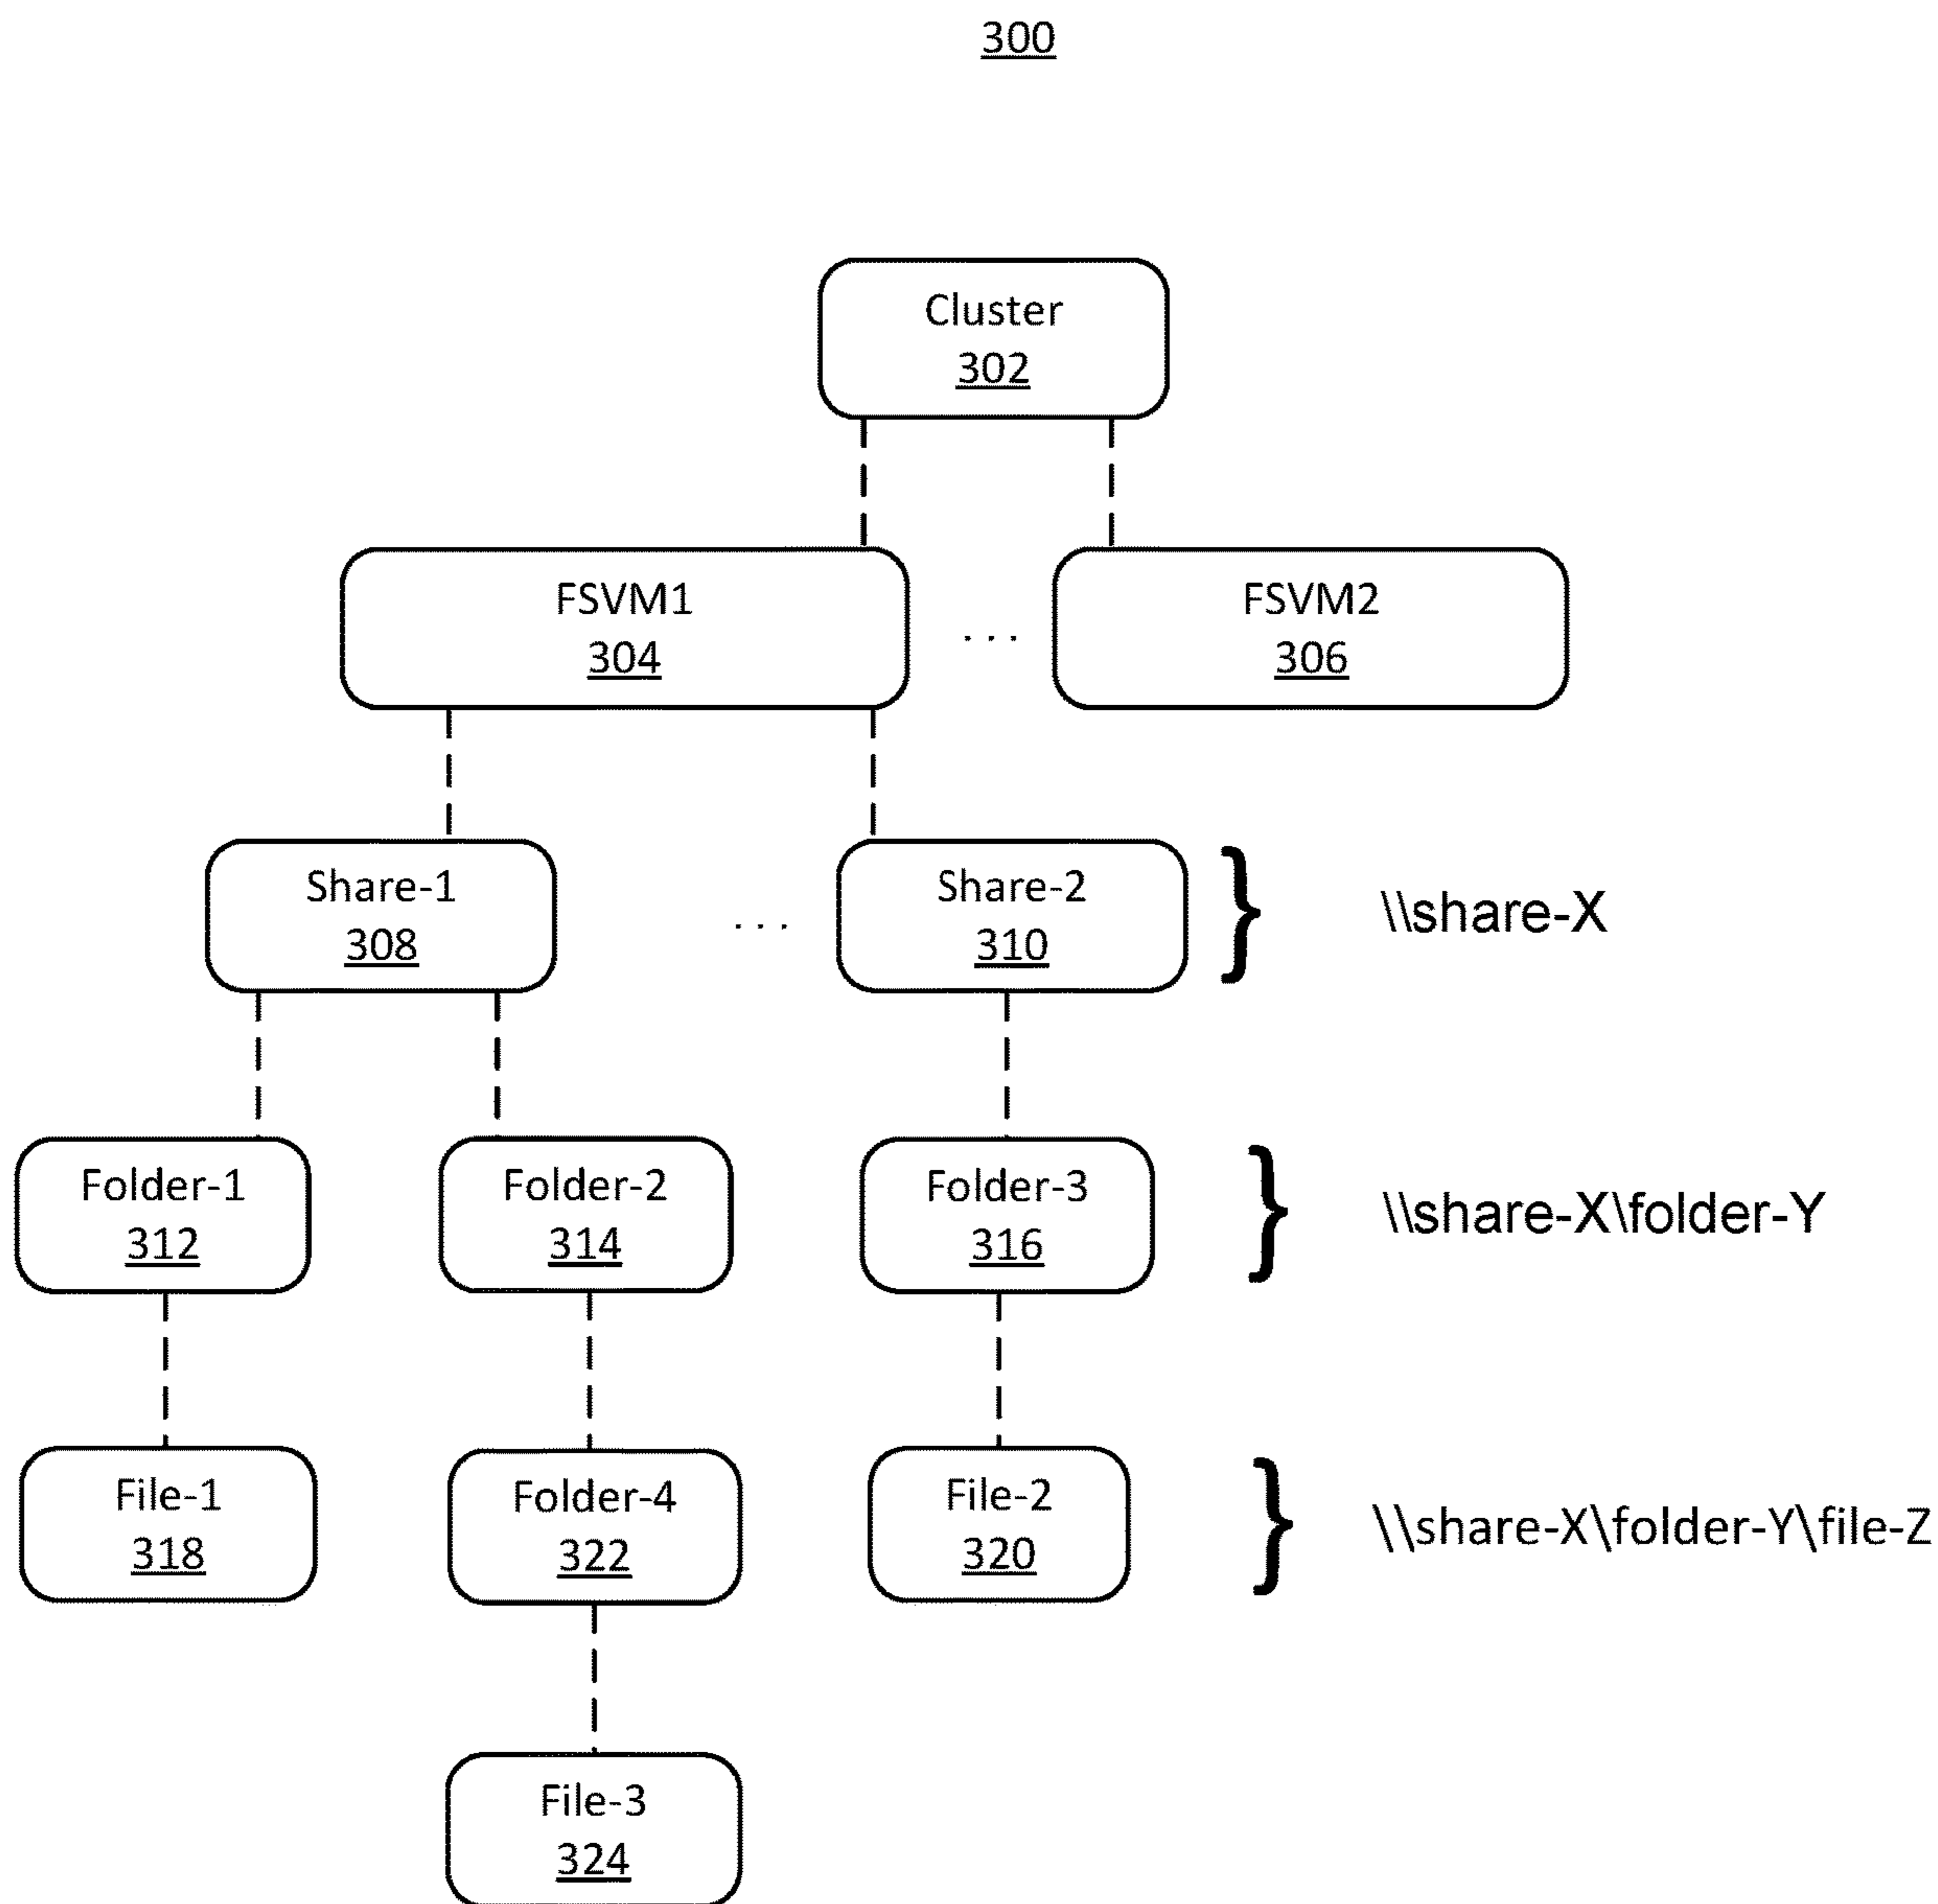 300
Cluster
302
FSVM1
304
. . .
FSVM2
306
Share-1
308
. . .
Share-2
310
} \\share-X
Folder-1
312
Folder-2
314
Folder-3
316
} \\share-X\folder-Y
File-1
318
Folder-4
322
File-2
320
} \\share-X\folder-Y\file-Z
File-3
324